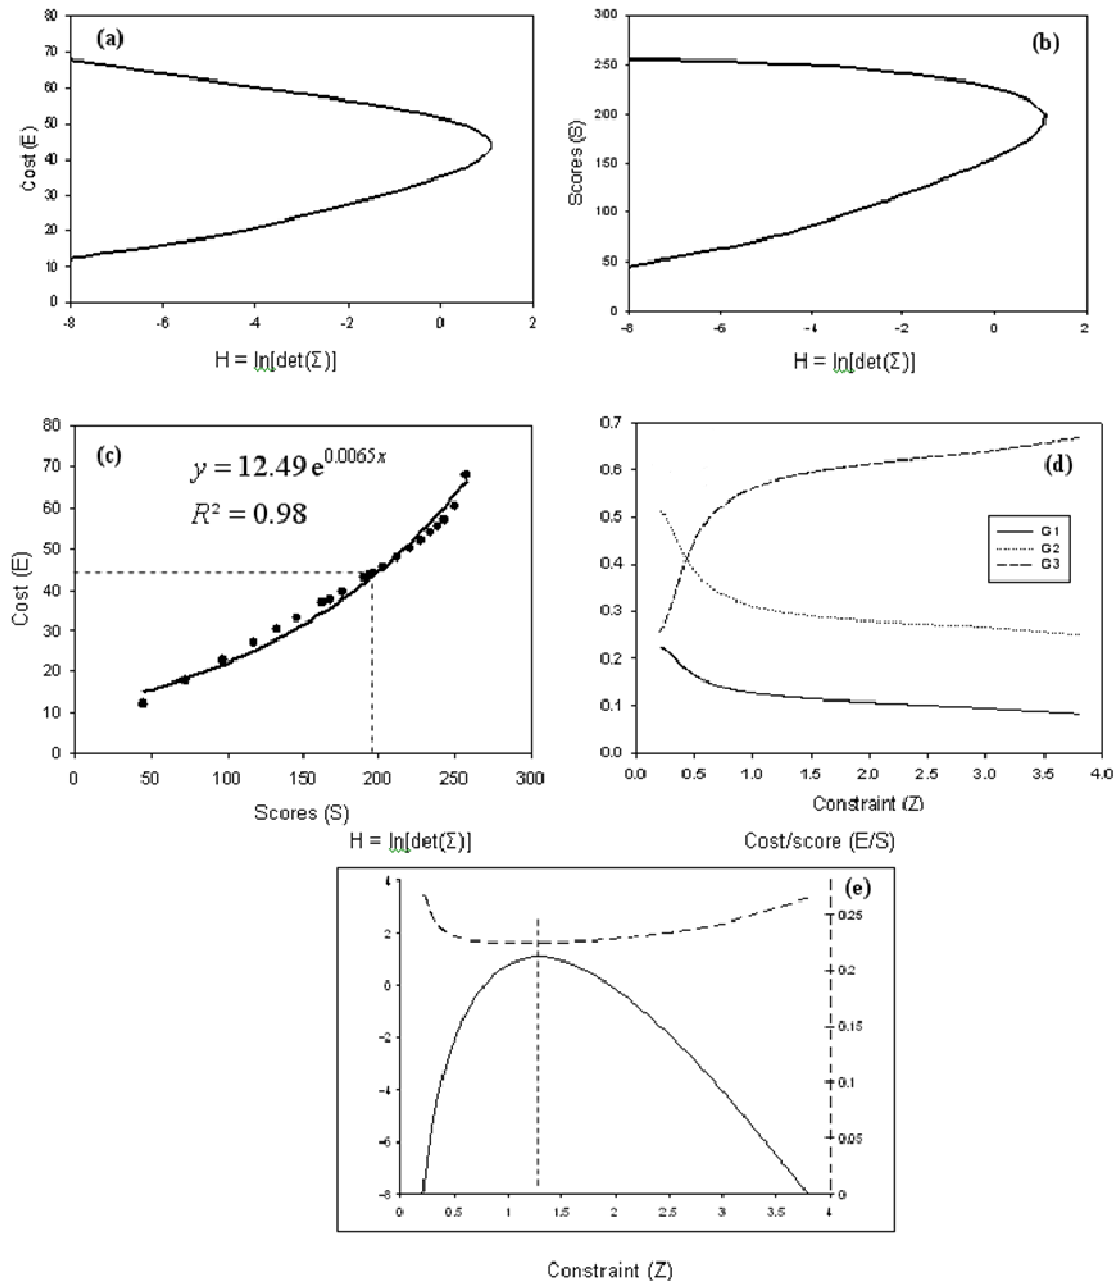 (a)
Cost (E)
80
70
60
50
40
30
20
10
0
-8 -6 -4 -2 0 2
H = ln[det(Σ)]
(b)
Scores (S)
300
250
200
150
100
50
0
-8 -6 -4 -2 0 2
H = ln[det(Σ)]
(c)
y = 12.49 e^0.0065x
R² = 0.98
Cost (E)
80
70
60
50
40
30
20
10
0
0 50 100 150 200 250 300
Scores (S)
(d)
0.7
0.6
0.5
0.4
0.3
0.2
0.1
0.0
G1
G2
G3
0.0 0.5 1.0 1.5 2.0 2.5 3.0 3.5 4.0
Constraint (Z)
H = ln[det(Σ)] Cost/score (E/S)
(e)
4
2
0
-2
-4
-6
-8
0.25
0.2
0.15
0.1
0.05
0
0 0.5 1 1.5 2 2.5 3 3.5 4
Constraint (Z)